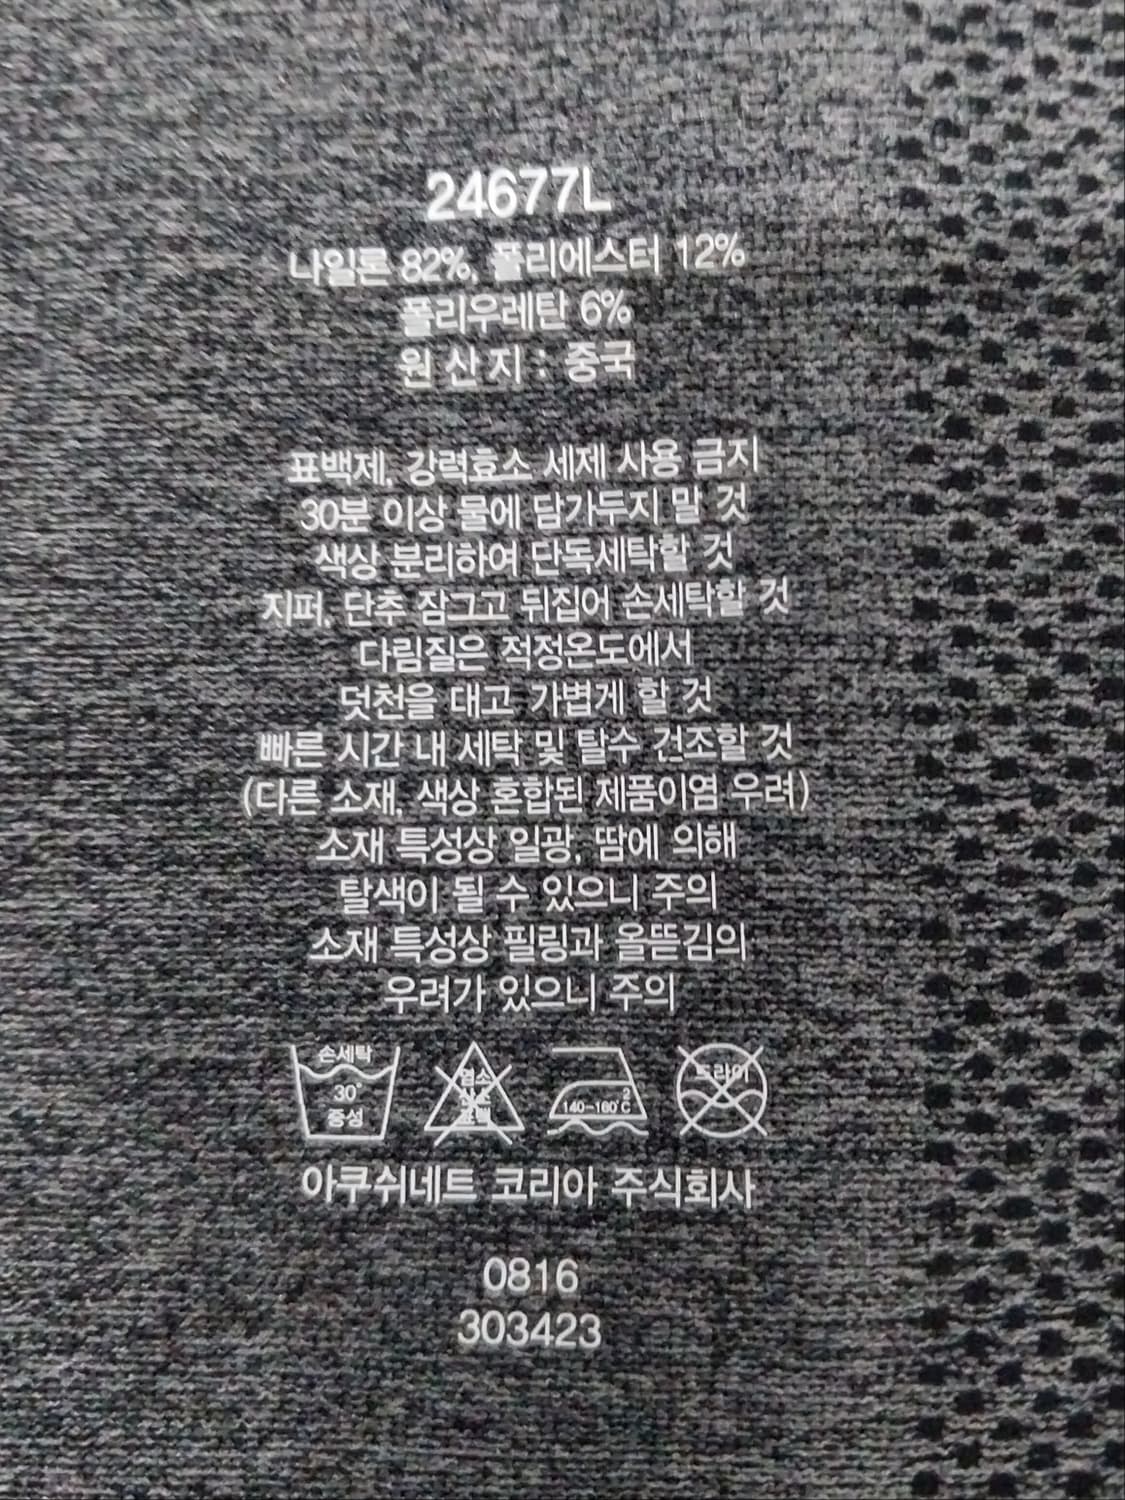 24677L
나일론 82%, 폴리에스터 12%
폴리우레탄 6%
원산지 : 중국
표백제, 강력효소 세제 사용 금지
30분 이상 물에 담가두지 말 것
색상 분리하여 단독세탁할 것
지퍼, 단추 잠그고 뒤집어 손세탁할 것
다림질은 적정온도에서
덧천을 대고 가볍게 할 것
빠른 시간 내 세탁 및 탈수 건조할 것
(다른 소재, 색상 혼합된 제품이염 우려)
소재 특성상 일광, 땀에 의해
탈색이 될 수 있으니 주의
소재 특성상 필링과 올뜯김의
우려가 있으니 주의
손세탁
30°
중성
염소
산소
표백
2
140-160℃
드라이
아쿠쉬네트 코리아 주식회사
0816
303423